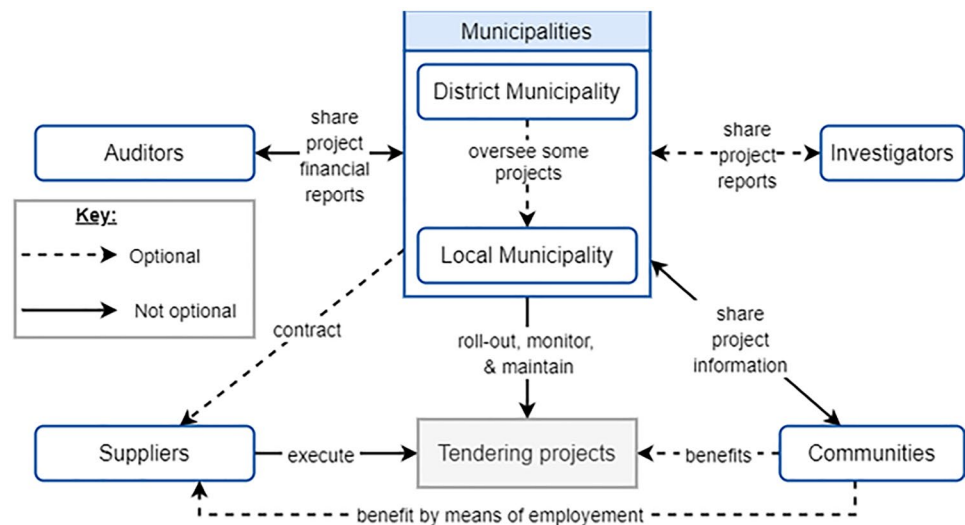 Municipalities
District Municipality
oversee some
projects
Local Municipality
Auditors
share
project
financial
reports
share
project
reports
Investigators
Key:
Optional
Not optional
contract
roll-out, monitor,
& maintain
share
project
information
Suppliers
execute
Tendering projects
benefits
Communities
benefit by means of employement